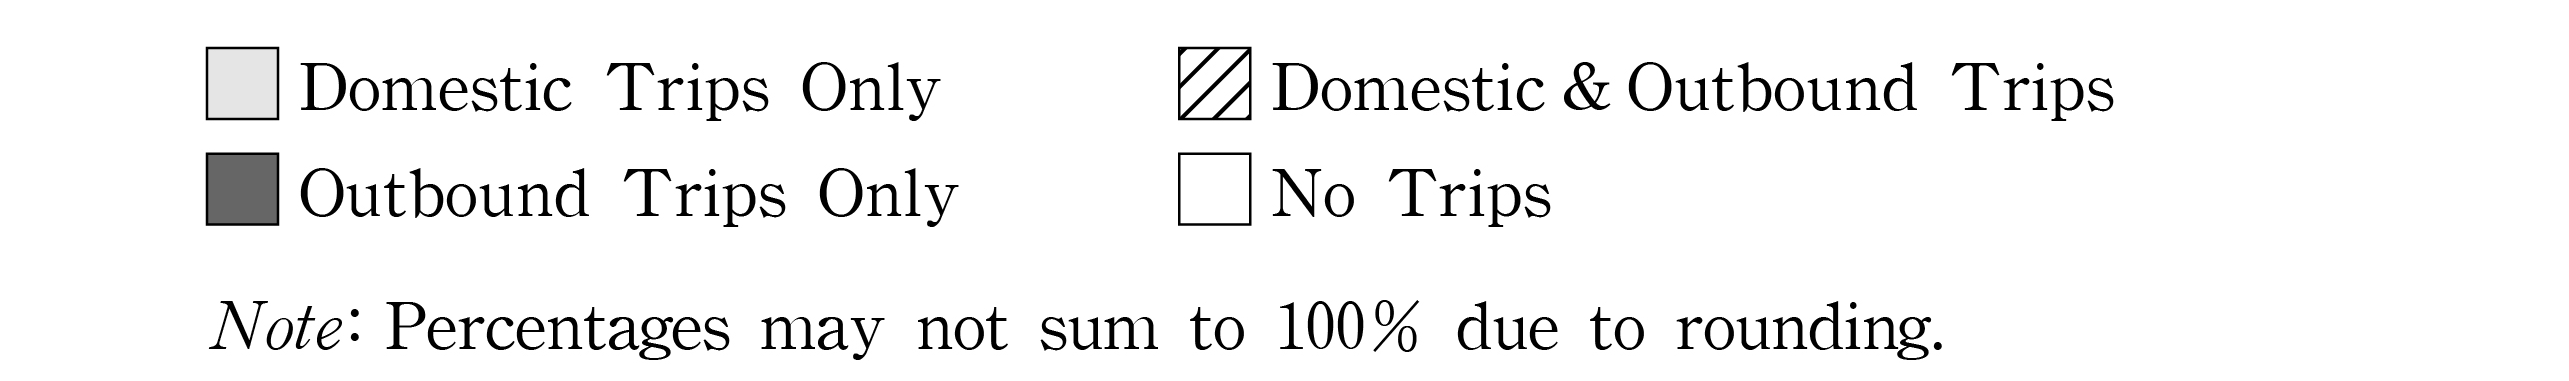 Domestic Trips Only
Domestic & Outbound Trips
Outbound Trips Only
No Trips
Note: Percentages may not sum to 100% due to rounding.